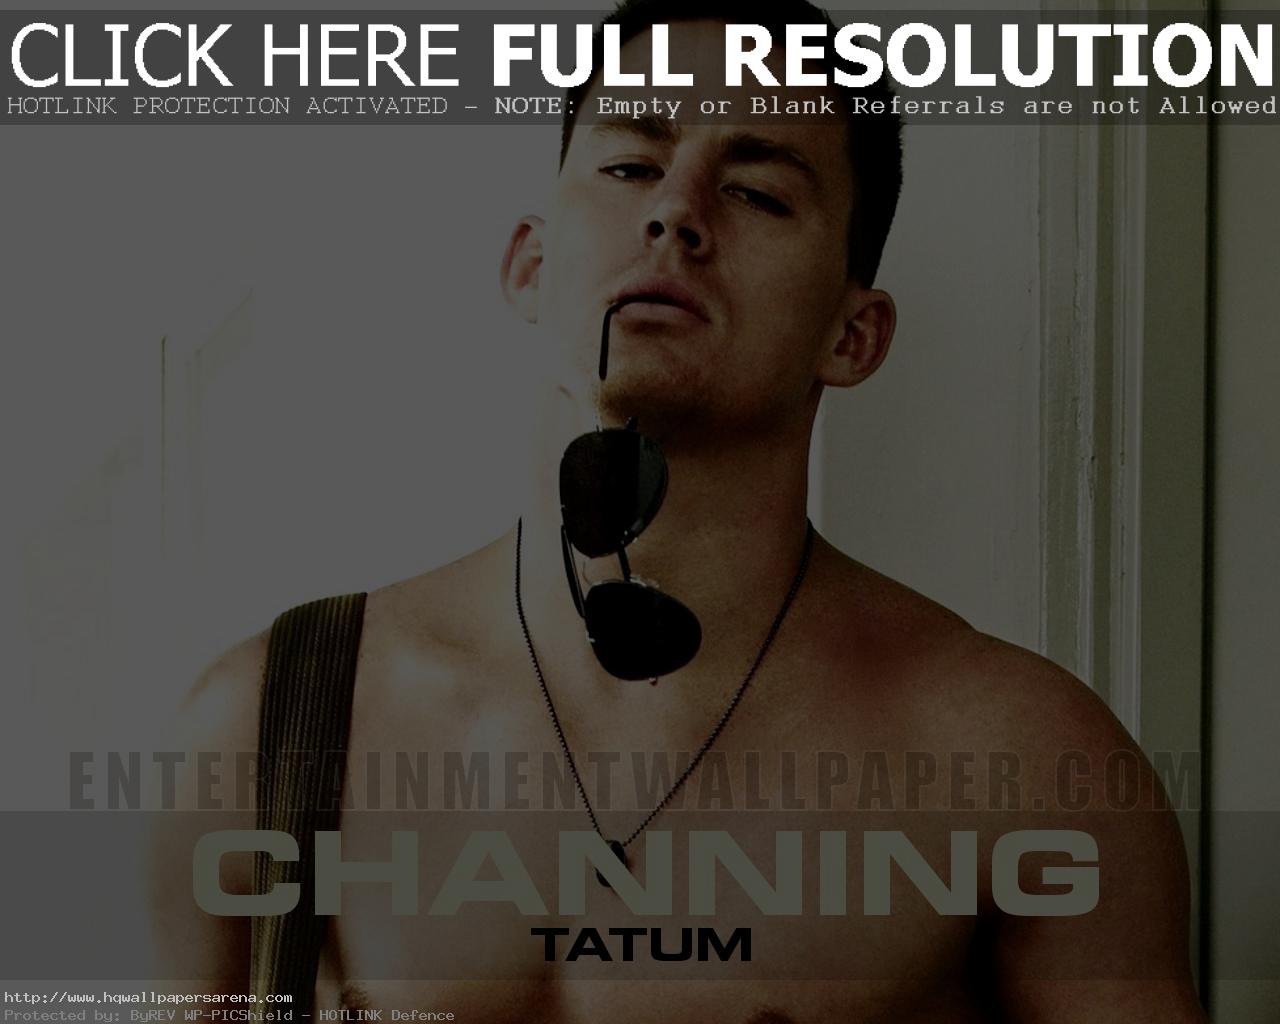 CLICK HERE FULL RESOLUTION
HOTLINK PROTECTION ACTIVATED - NOTE: Empty or Blank Referrals are not Allowed
ENTERTAINMENTWALLPAPER.COM
CHANNING
TATUM
http://www.hqwallpapersarena.com
Protected by: ByREV WP-PICShield - HOTLINK Defence